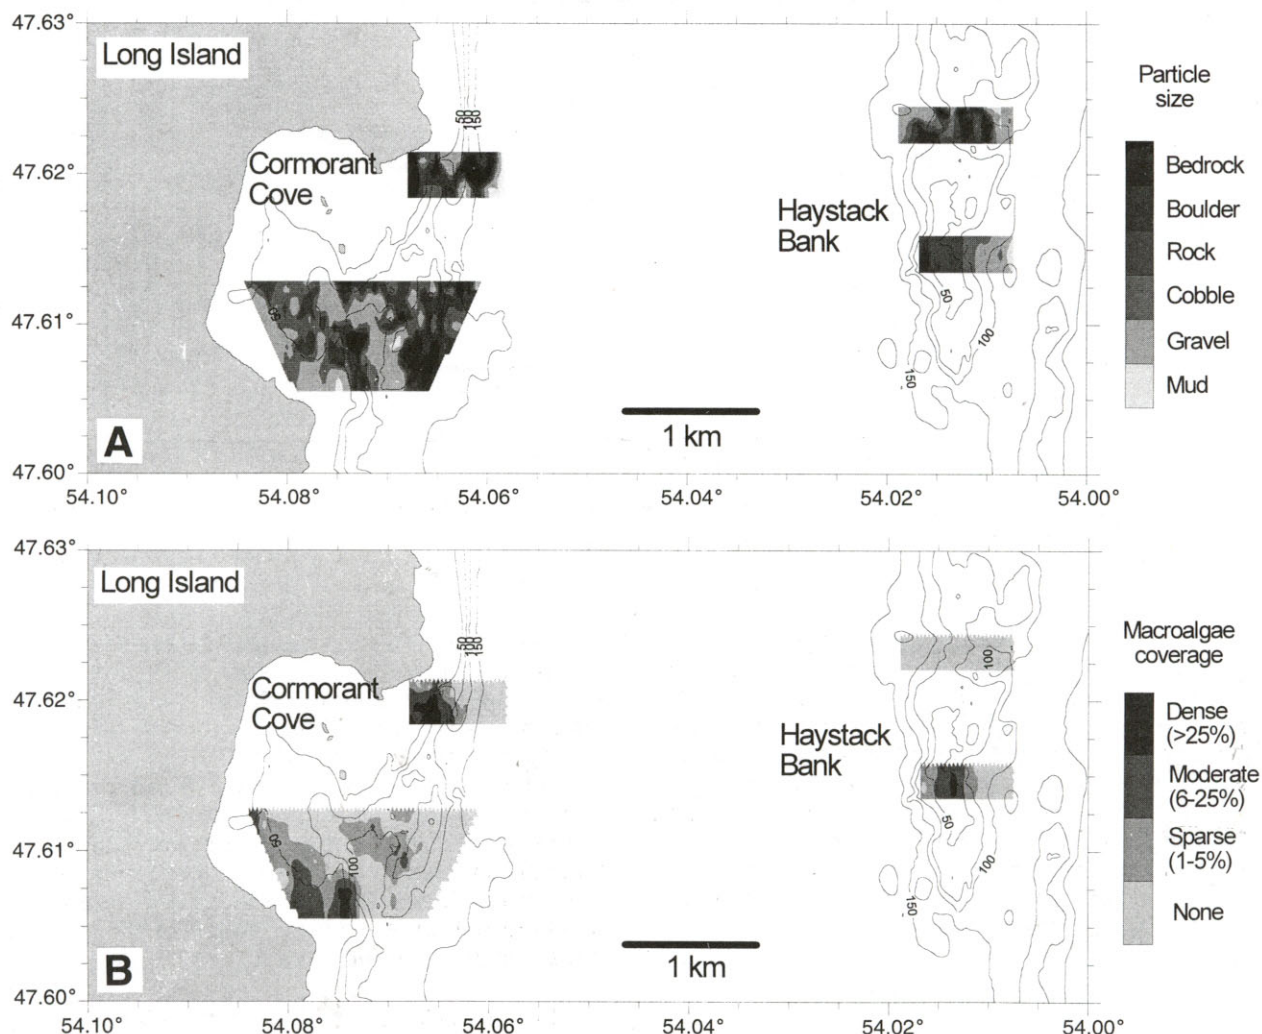 47.63°
47.62°
47.61°
47.60°
54.10°
54.08°
54.06°
54.04°
54.02°
54.00°
Long Island
Cormorant
Cove
50
100
150
60
A
Haystack
Bank
50
100
150
1 km
Particle
size
Bedrock
Boulder
Rock
Cobble
Gravel
Mud
47.63°
47.62°
47.61°
47.60°
54.10°
54.08°
54.06°
54.04°
54.02°
54.00°
Long Island
Cormorant
Cove
50
100
150
60
100
B
Haystack
Bank
100
50
100
150
1 km
Macroalgae
coverage
Dense
(>25%)
Moderate
(6-25%)
Sparse
(1-5%)
None